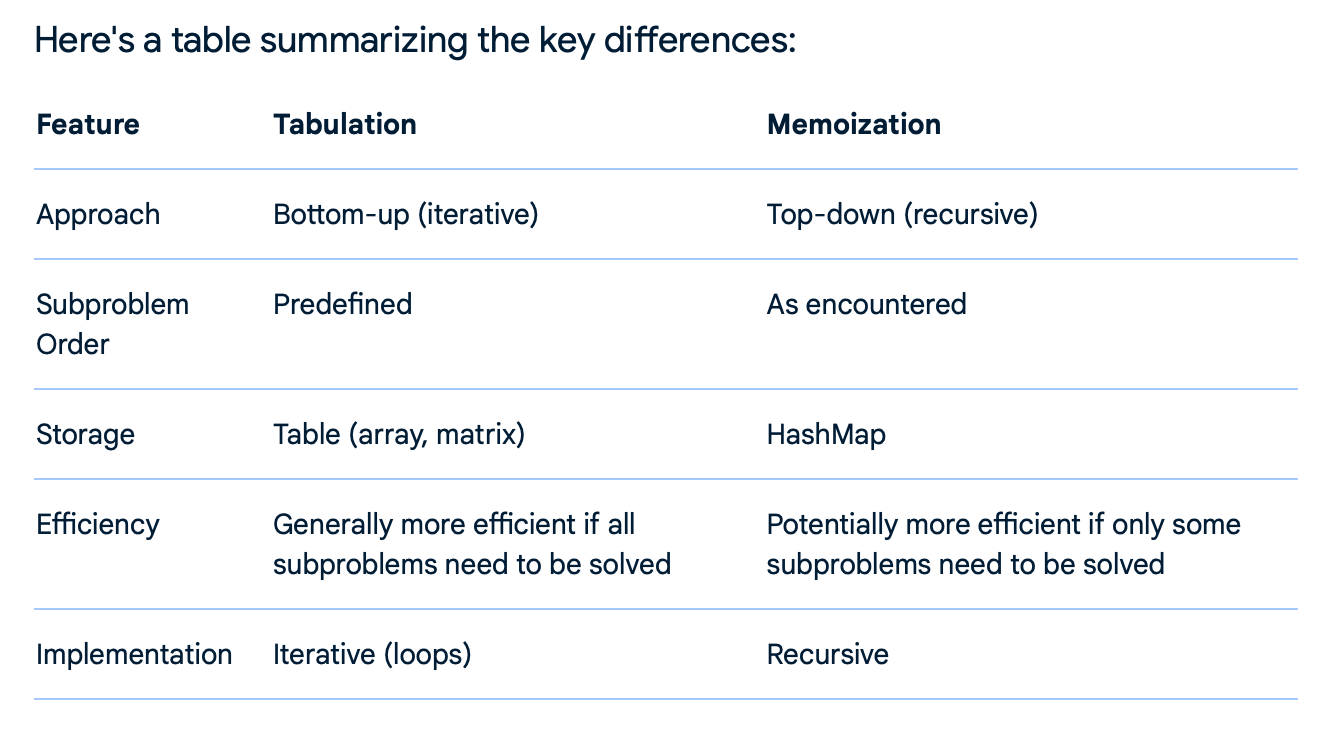 Here's a table summarizing the key differences:
Feature Tabulation Memoization
Approach Bottom-up (iterative) Top-down (recursive)
Subproblem Predefined As encountered
Order
Storage Table (array, matrix) HashMap
Efficiency Generally more efficient if all Potentially more efficient if only some
subproblems need to be solved subproblems need to be solved
Implementation Iterative (loops) Recursive